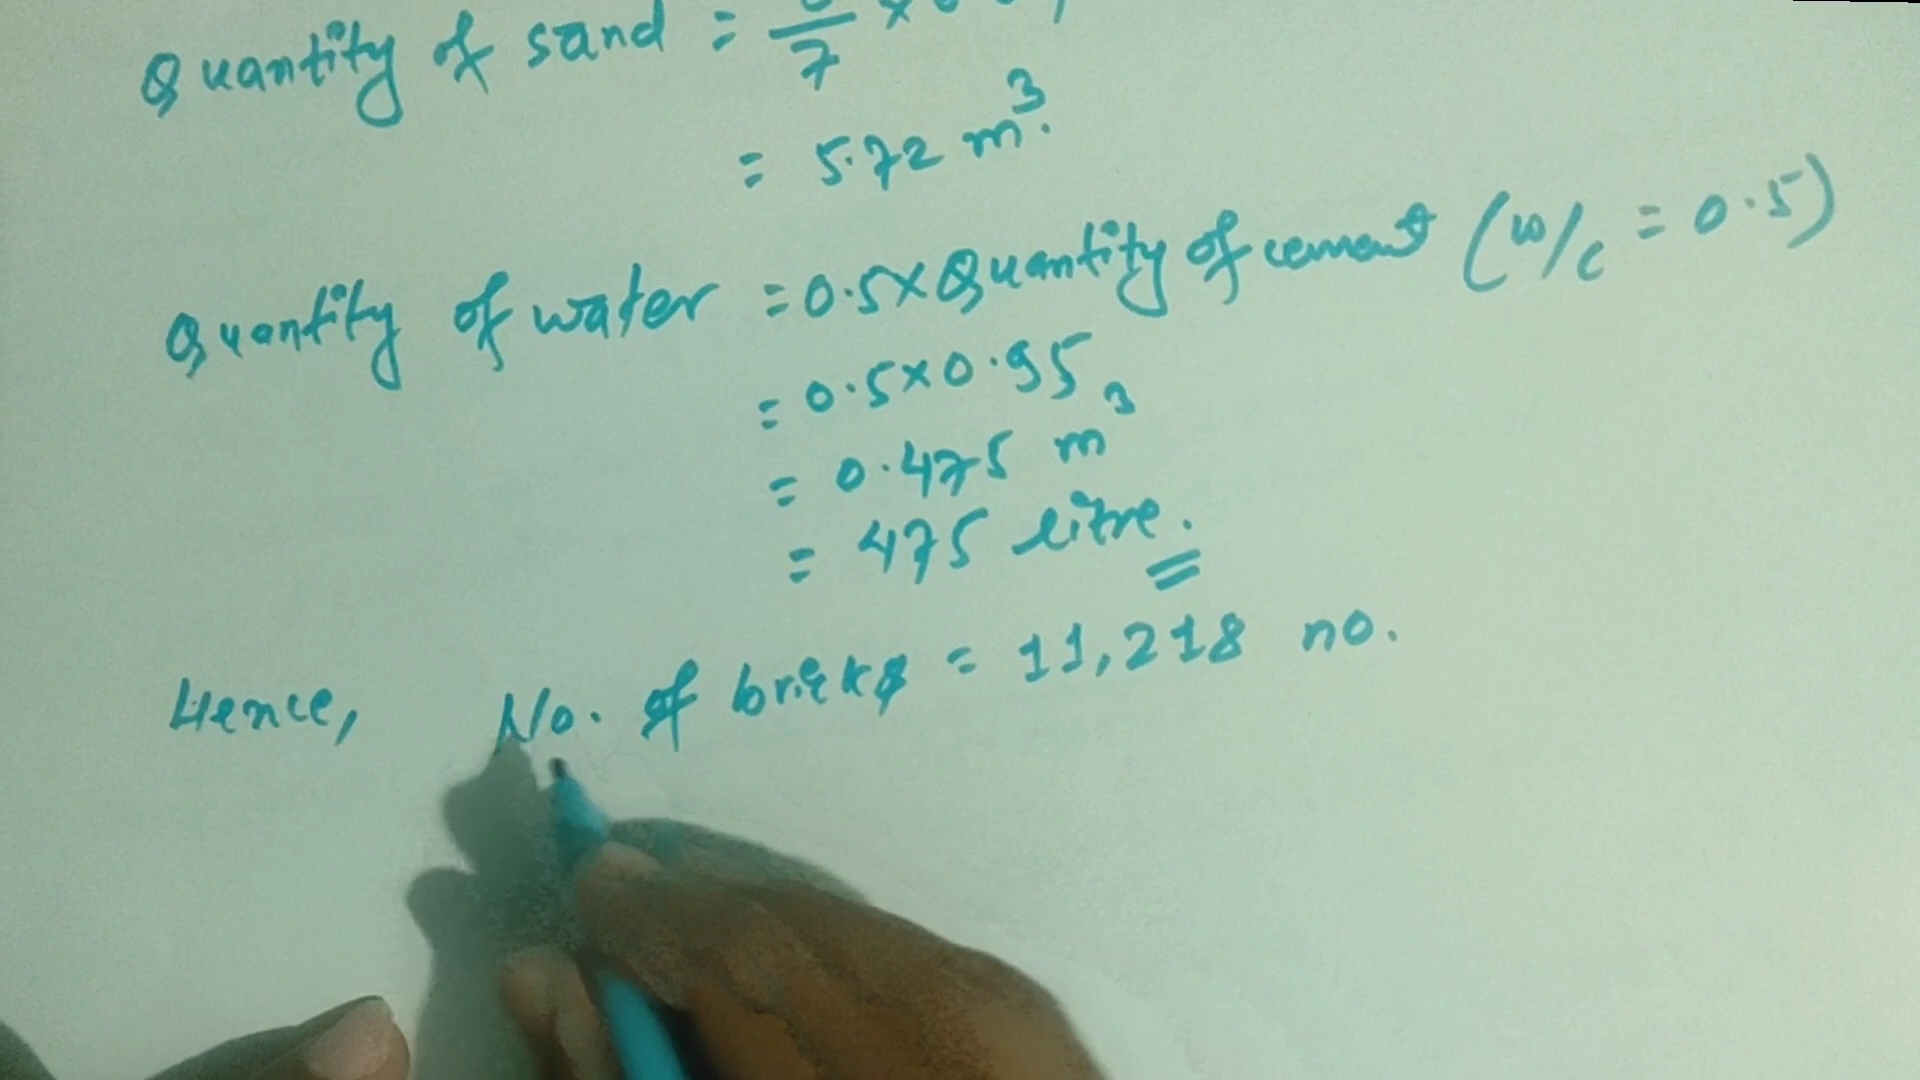 Quantity of sand = /7 ×
= 5.72 m³.
Quantity of water = 0.5×Quantity of cement (w/c = 0.5)
= 0.5×0.95
= 0.475 m³
= 475 litre.
Hence, No. of bricks = 11,218 no.